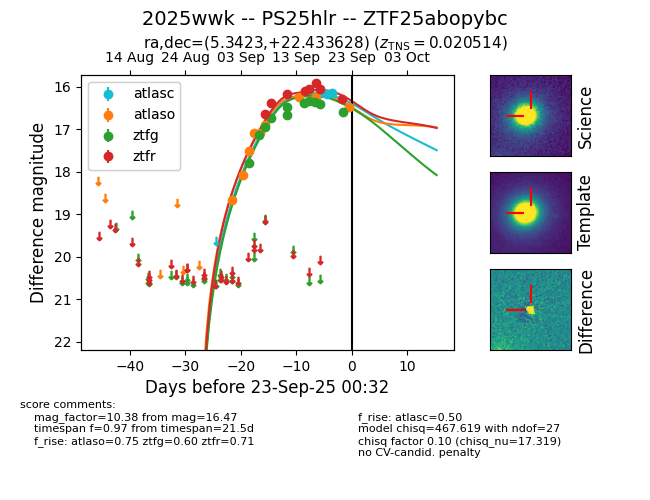 2025wwk -- PS25hlr -- ZTF25abopybc
ra,dec=(5.3423,+22.433628) (z_TNS = 0.020514)
14 Aug 24 Aug 03 Sep 13 Sep 23 Sep 03 Oct
atlasc
atlaso
ztfg
ztfr
16
17
18
19
20
21
22
Difference magnitude
−40 −30 −20 −10 0 10
Days before 23-Sep-25 00:32
Science
Template
Difference
score comments:
mag_factor=10.38 from mag=16.47
timespan f=0.97 from timespan=21.5d
f_rise: atlaso=0.75 ztfg=0.60 ztfr=0.71
f_rise: atlasc=0.50
model chisq=467.619 with ndof=27
chisq factor 0.10 (chisq_nu=17.319)
no CV-candid. penalty